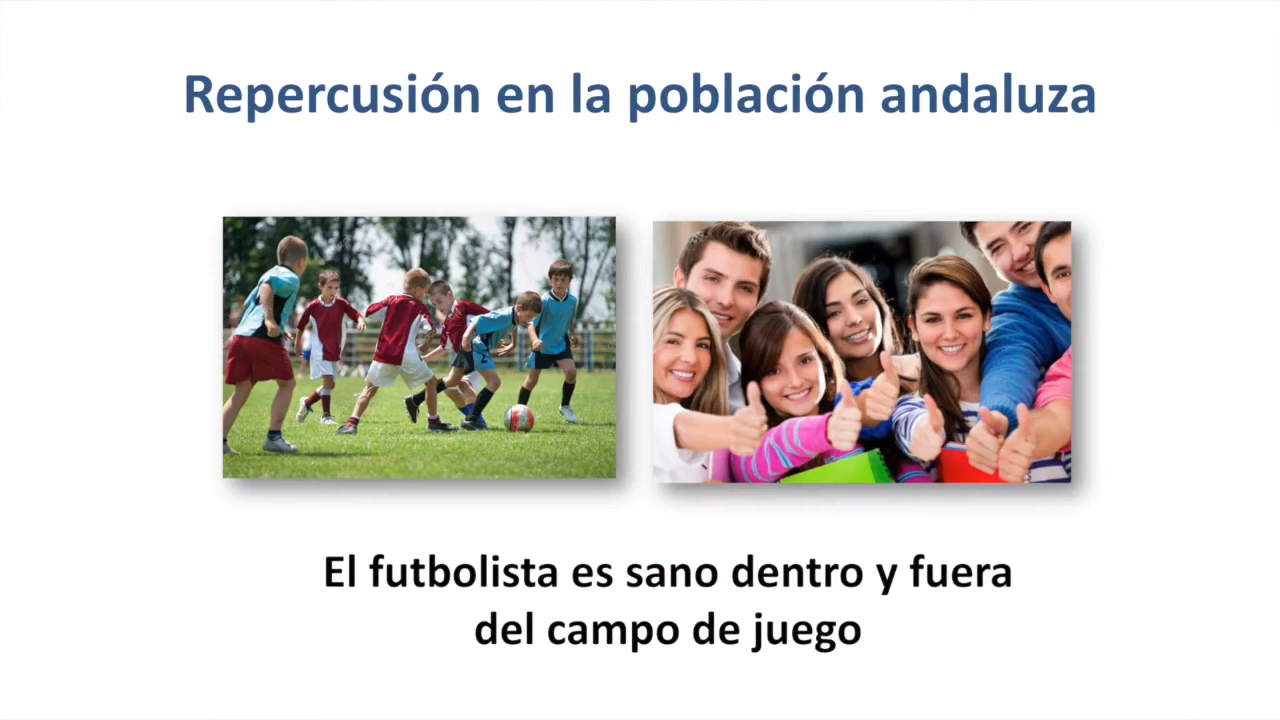 Repercusión en la población andaluza
El futbolista es sano dentro y fuera
del campo de juego